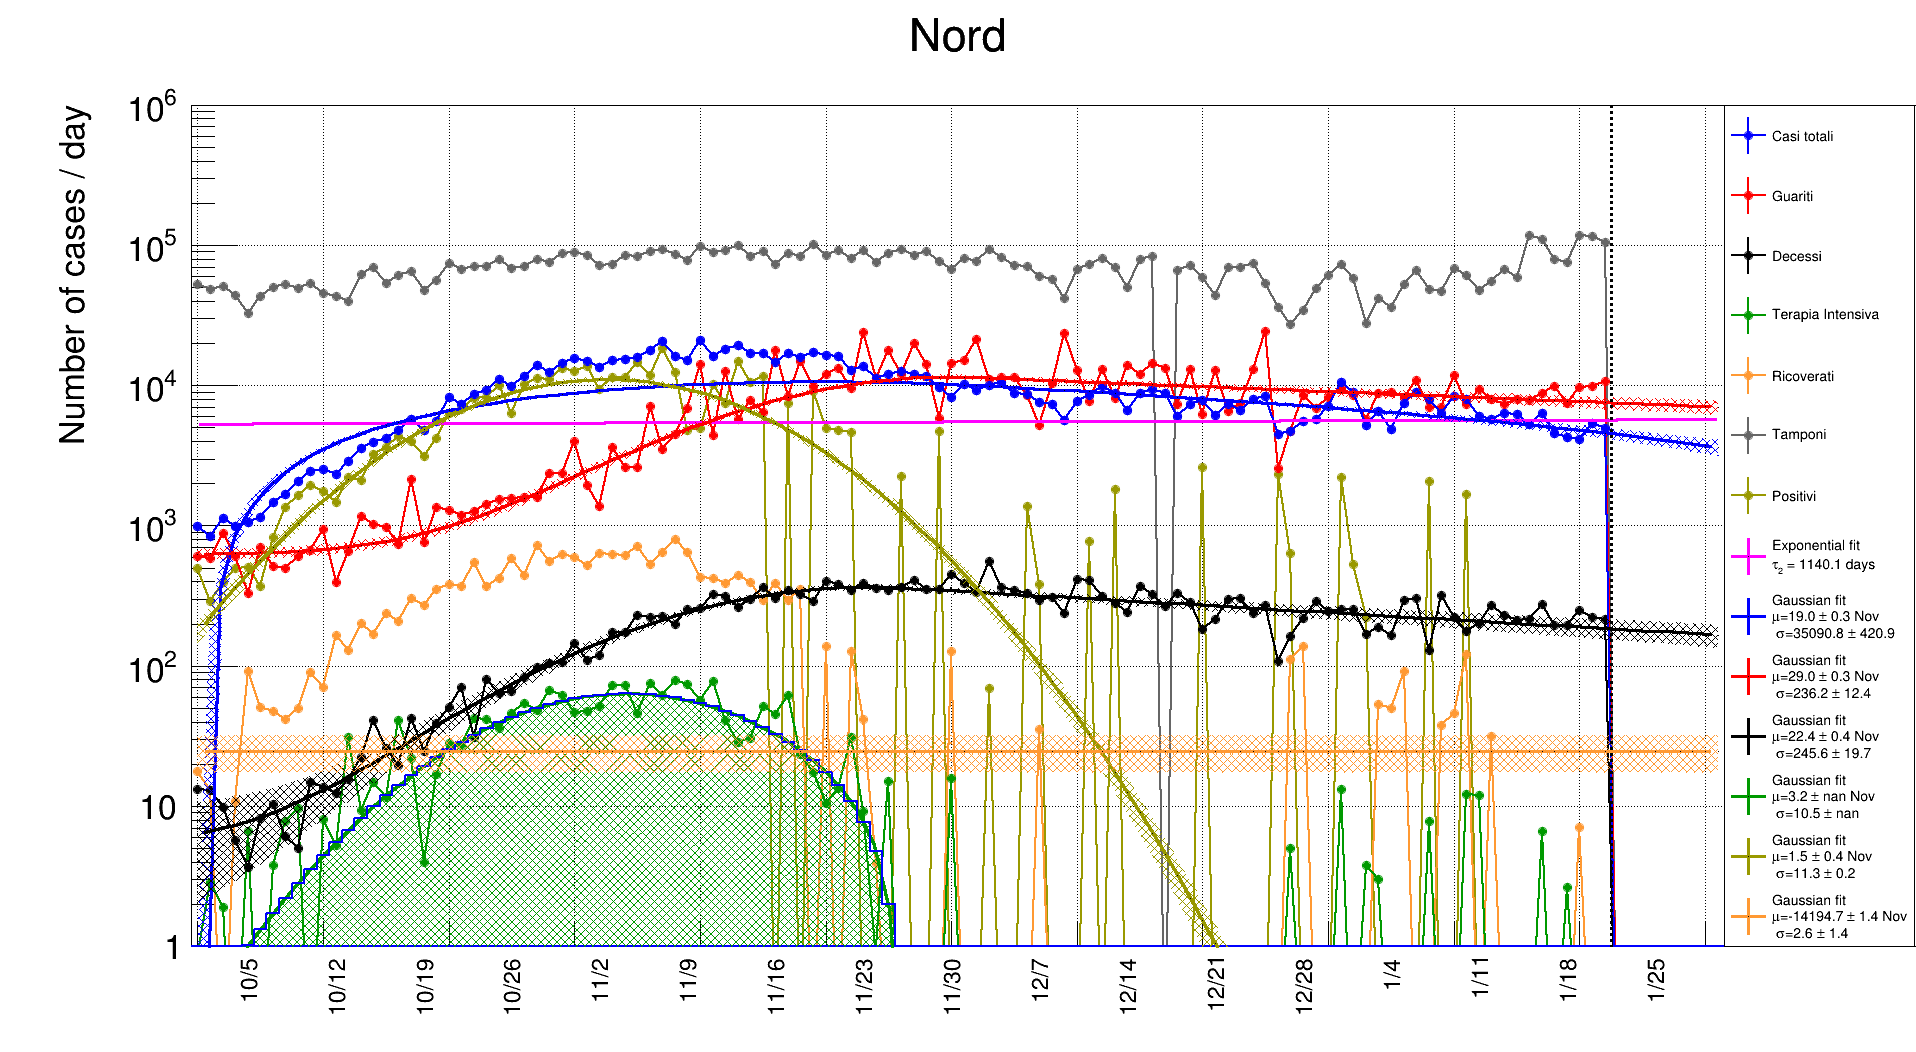 Nord
Number of cases / day
10^6
10^5
10^4
10^3
10^2
10
1
10/5
10/12
10/19
10/26
11/2
11/9
11/16
11/23
11/30
12/7
12/14
12/21
12/28
1/4
1/11
1/18
1/25
Casi totali
Guariti
Decessi
Terapia Intensiva
Ricoverati
Tamponi
Positivi
Exponential fit
τ₂ = 1140.1 days
Gaussian fit
μ=19.0 ± 0.3 Nov
σ=35090.8 ± 420.9
Gaussian fit
μ=29.0 ± 0.3 Nov
σ=236.2 ± 12.4
Gaussian fit
μ=22.4 ± 0.4 Nov
σ=245.6 ± 19.7
Gaussian fit
μ=3.2 ± nan Nov
σ=10.5 ± nan
Gaussian fit
μ=1.5 ± 0.4 Nov
σ=11.3 ± 0.2
Gaussian fit
μ=-14194.7 ± 1.4 Nov
σ=2.6 ± 1.4